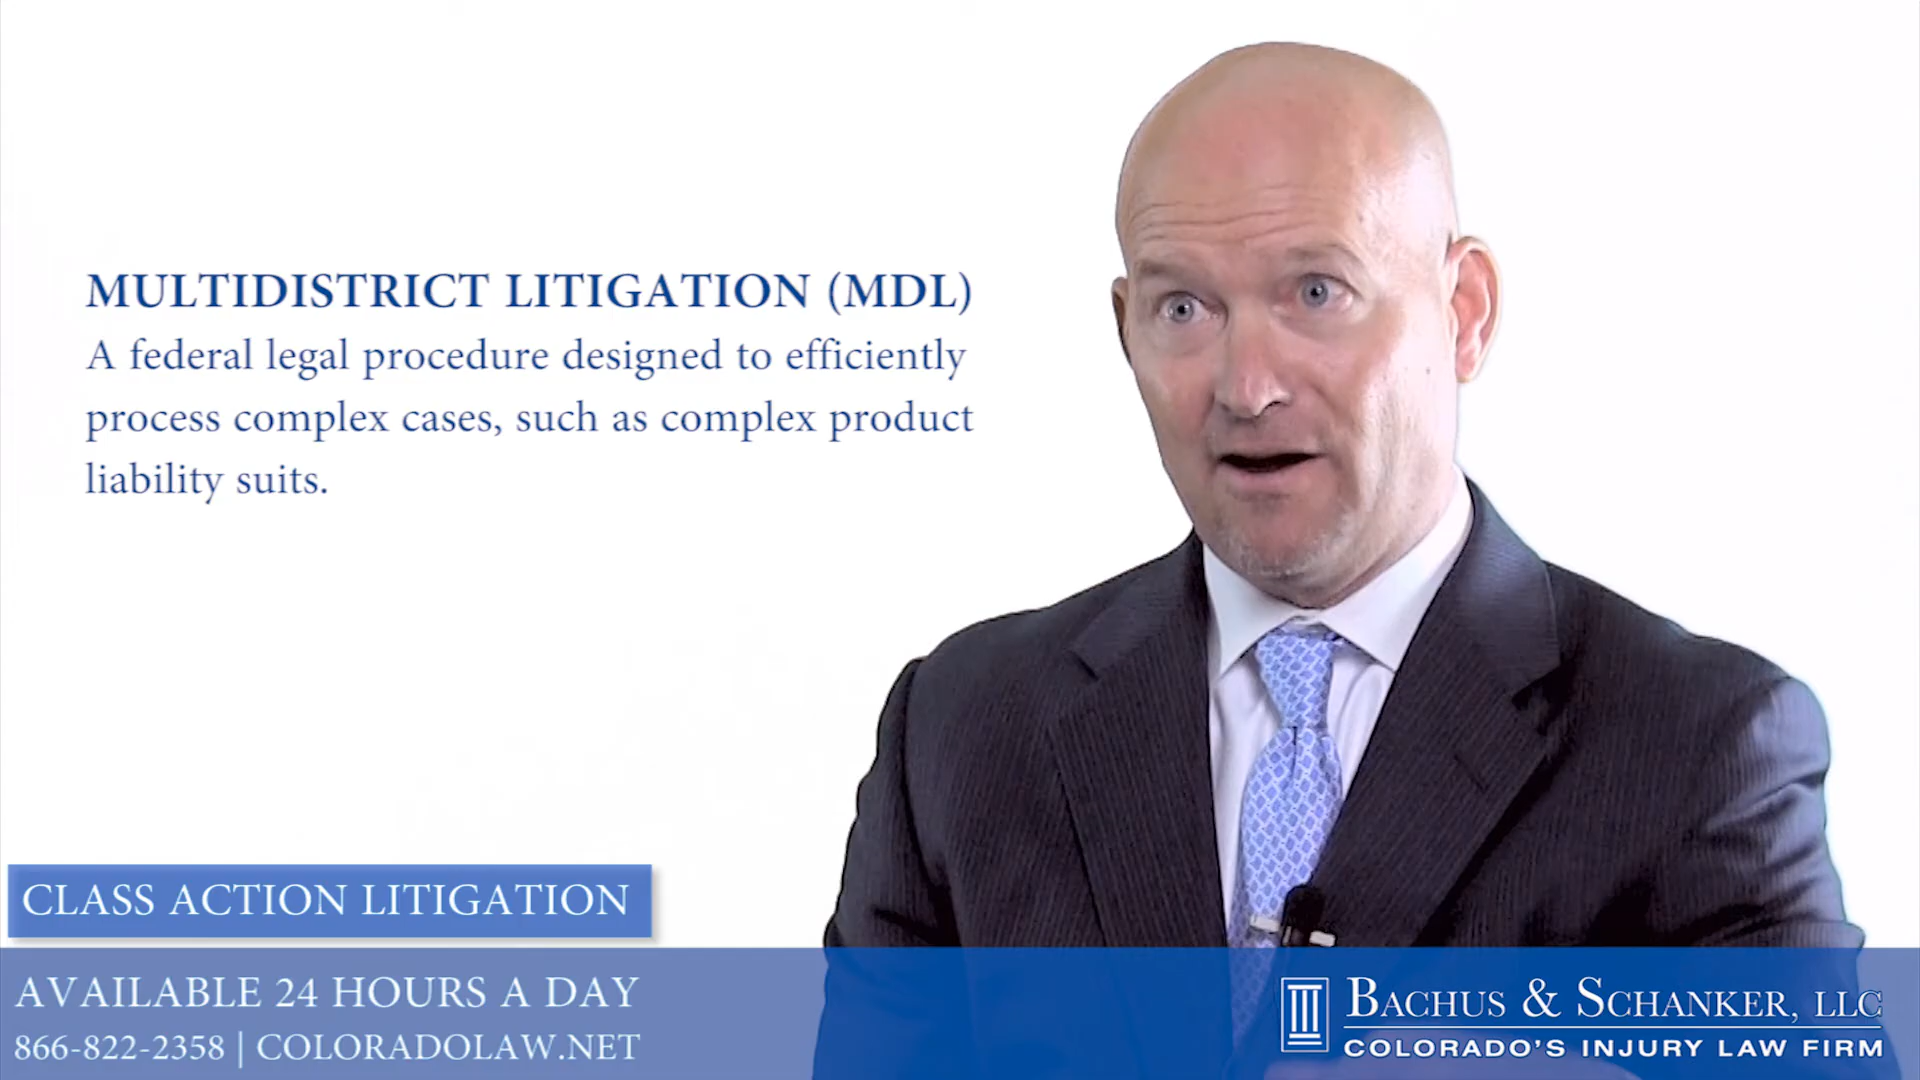 MULTIDISTRICT LITIGATION (MDL)
A federal legal procedure designed to efficiently
process complex cases, such as complex product
liability suits.
CLASS ACTION LITIGATION
AVAILABLE 24 HOURS A DAY
866-822-2358 | COLORADOLAW.NET
BACHUS & SCHANKER, LLC
COLORADO'S INJURY LAW FIRM